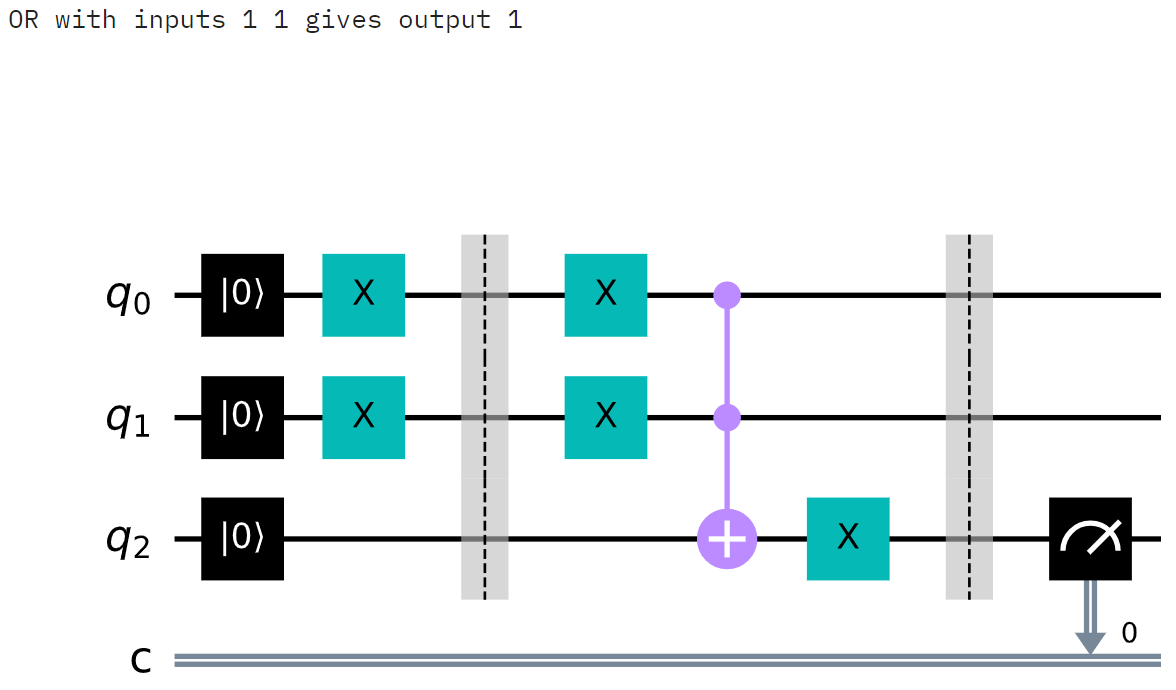 OR with inputs 1 1 gives output 1
q0 |0⟩ X X
q1 |0⟩ X X
q2 |0⟩ X
0
c